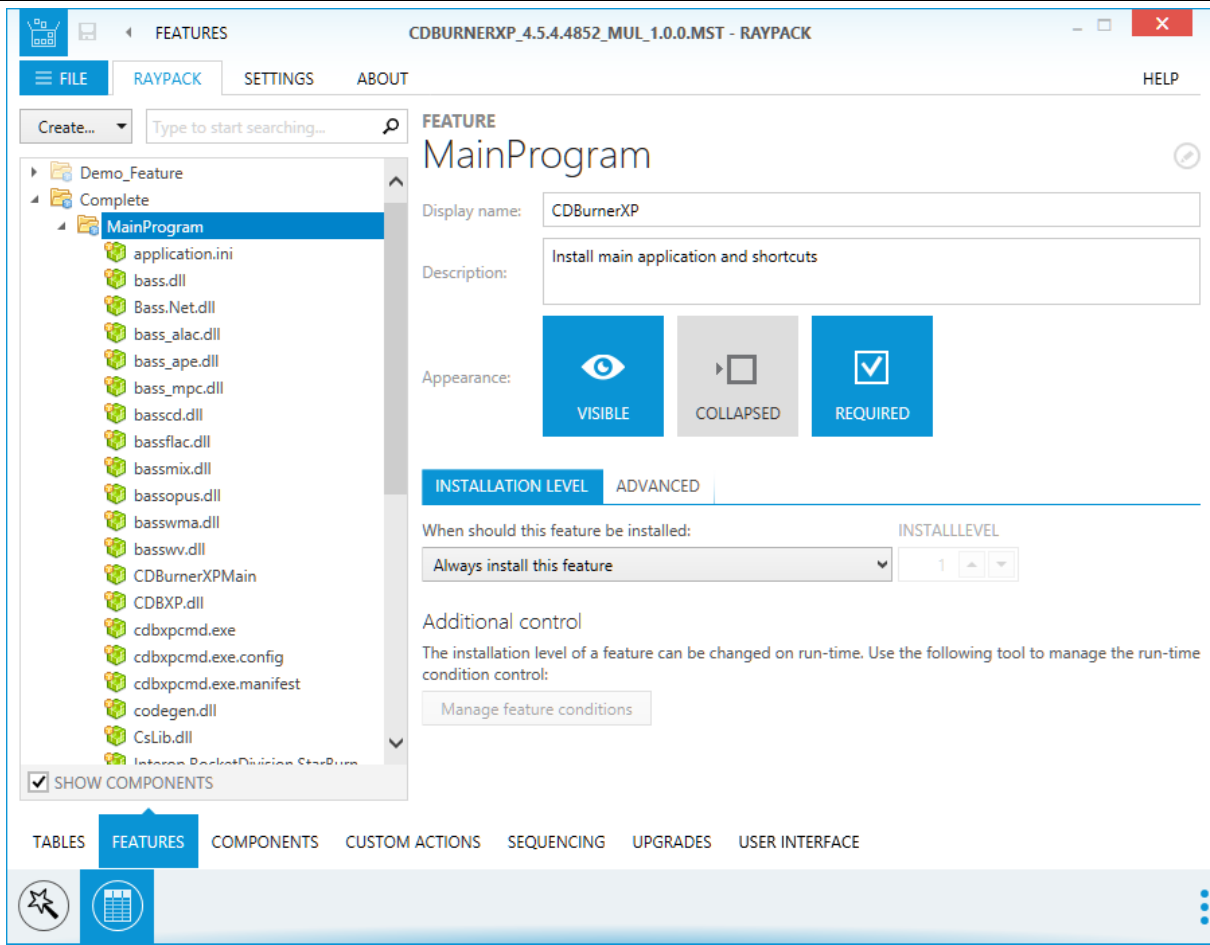 FEATURES
CDBURNERXP_4.5.4.4852_MUL_1.0.0.MST - RAYPACK
FILE
RAYPACK
SETTINGS
ABOUT
HELP
Create...
Type to start searching...
Demo_Feature
Complete
MainProgram
application.ini
bass.dll
Bass.Net.dll
bass_alac.dll
bass_ape.dll
bass_mpc.dll
basscd.dll
bassflac.dll
bassmix.dll
bassopus.dll
basswma.dll
basswv.dll
CDBurnerXPMain
CDBXP.dll
cdbxpcmd.exe
cdbxpcmd.exe.config
cdbxpcmd.exe.manifest
codegen.dll
CsLib.dll
Interop.RocketDivision.StarBurn
SHOW COMPONENTS
FEATURE
MainProgram
Display name:
CDBurnerXP
Description:
Install main application and shortcuts
Appearance:
VISIBLE
COLLAPSED
REQUIRED
INSTALLATION LEVEL
ADVANCED
When should this feature be installed:
INSTALLLEVEL
Always install this feature
1
Additional control
The installation level of a feature can be changed on run-time. Use the following tool to manage the run-time
condition control:
Manage feature conditions
TABLES
FEATURES
COMPONENTS
CUSTOM ACTIONS
SEQUENCING
UPGRADES
USER INTERFACE